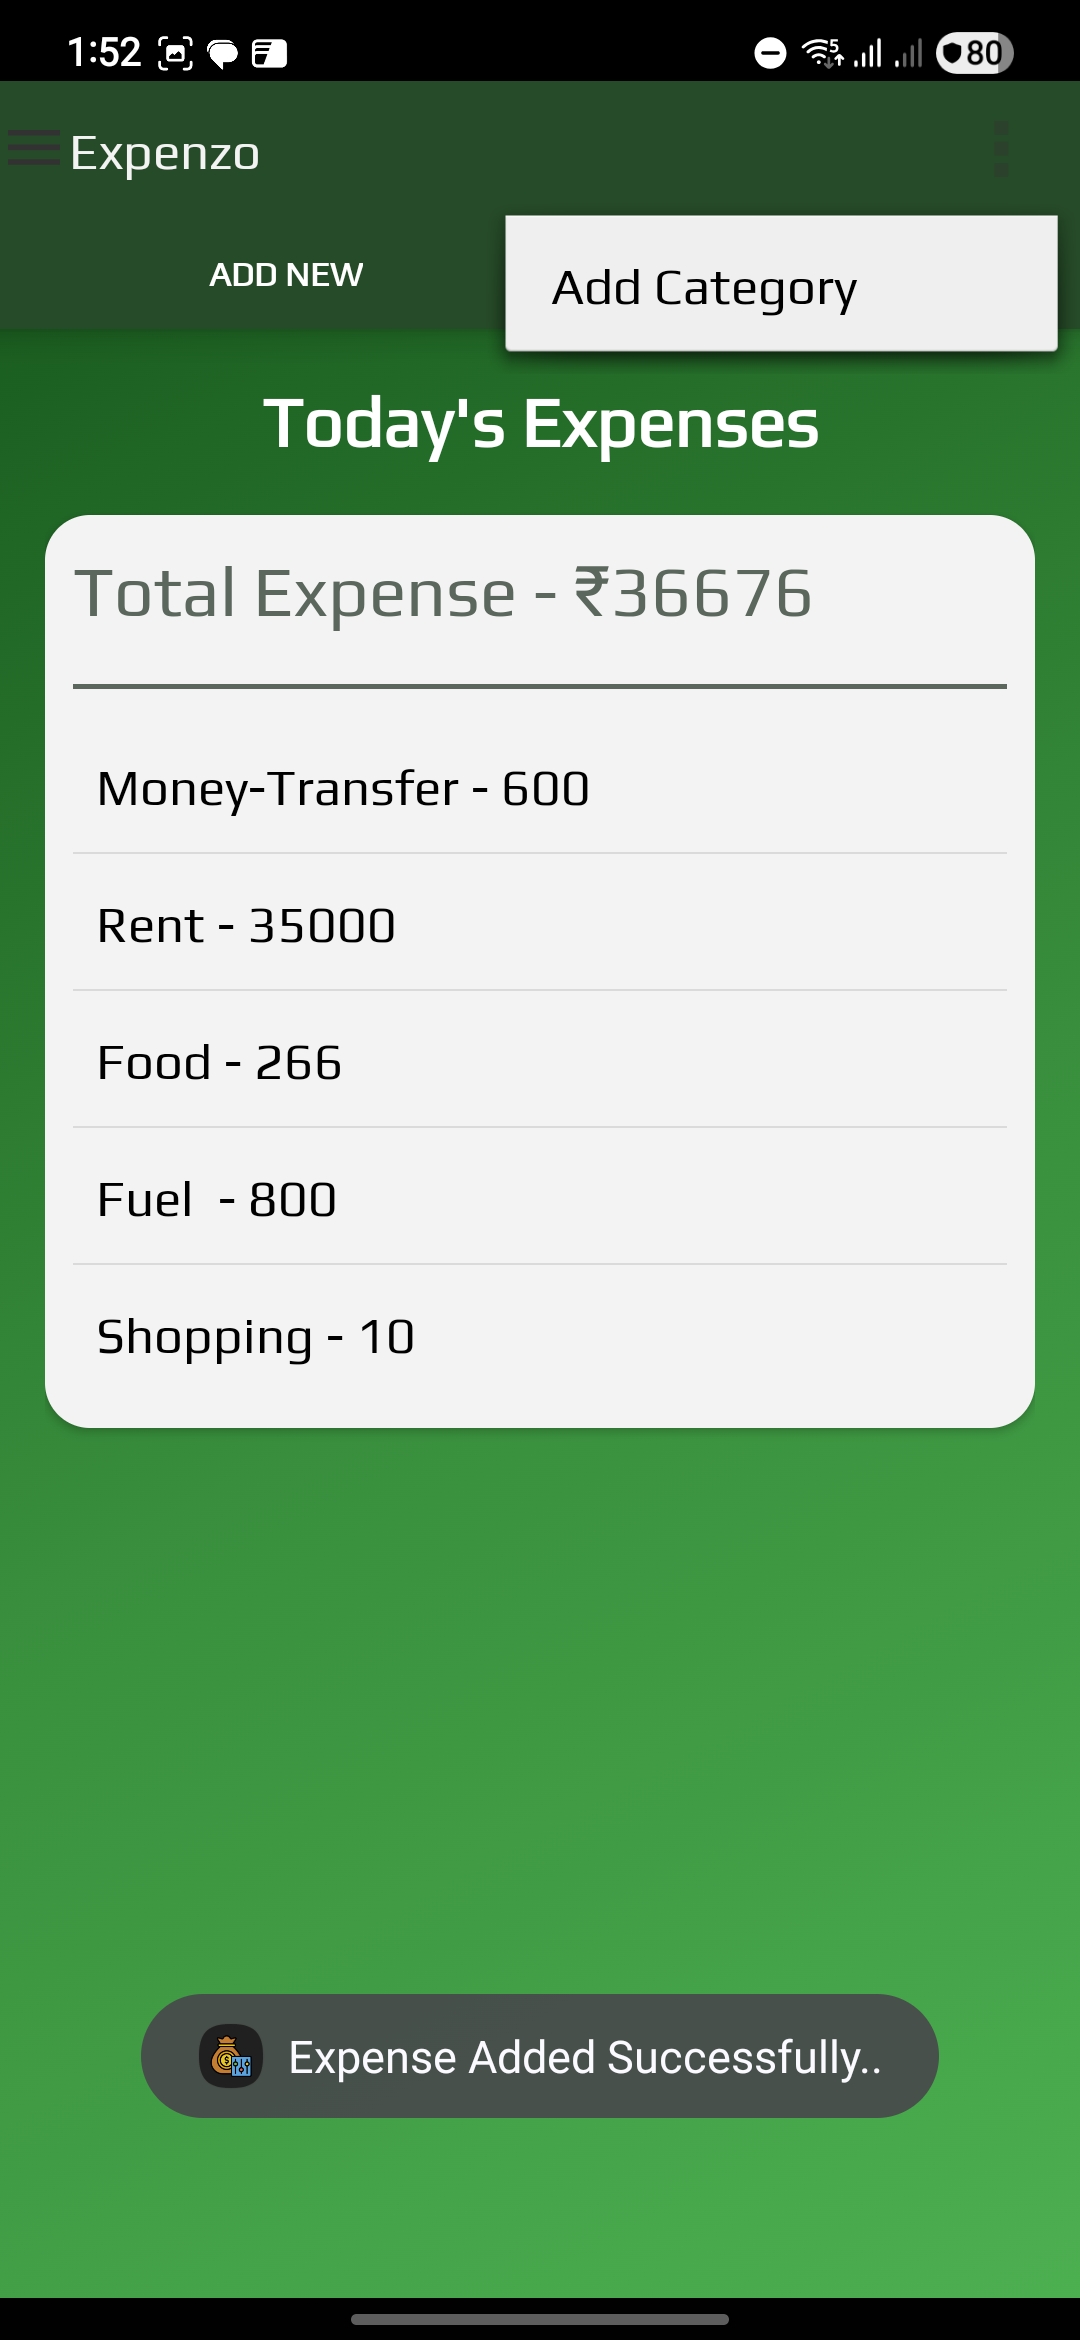 1:52
5
80
Expenzo
ADD NEW
Add Category
Today's Expenses
Total Expense - ₹36676
Money-Transfer - 600
Rent - 35000
Food - 266
Fuel  - 800
Shopping - 10
Expense Added Successfully..